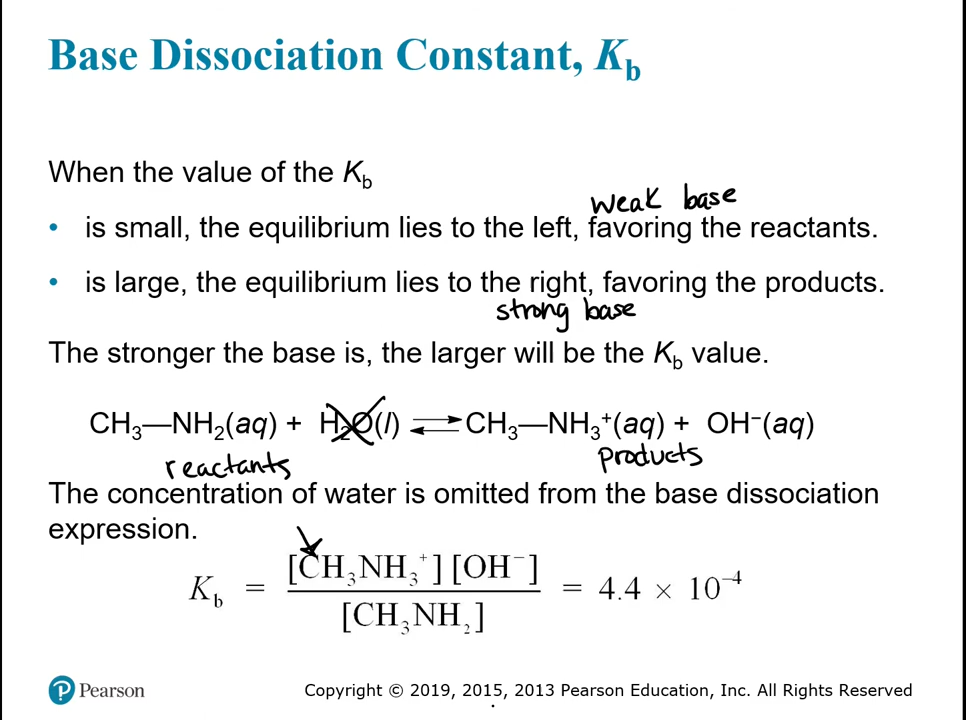 Base Dissociation Constant, Kb
When the value of the Kb
weak base
• is small, the equilibrium lies to the left, favoring the reactants.
• is large, the equilibrium lies to the right, favoring the products.
strong base
The stronger the base is, the larger will be the Kb value.
CH₃—NH₂(aq) + H₂O(l) ⇌ CH₃—NH₃⁺(aq) + OH⁻(aq)
reactants products
The concentration of water is omitted from the base dissociation
expression.
[CH₃NH₃⁺][OH⁻]
Kb = = 4.4 × 10⁻⁴
[CH₃NH₂]
Pearson Copyright © 2019, 2015, 2013 Pearson Education, Inc. All Rights Reserved